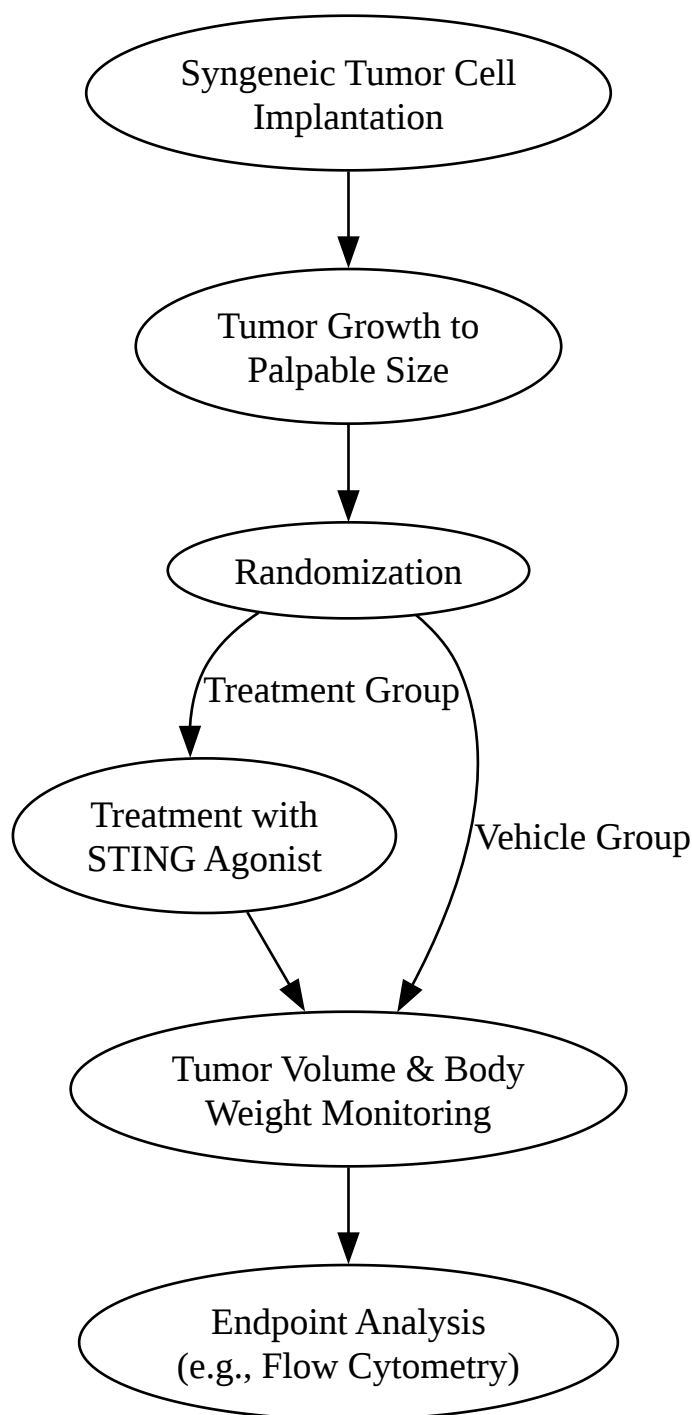 Syngeneic Tumor Cell
Implantation
Tumor Growth to
Palpable Size
Randomization
Treatment Group
Treatment with
STING Agonist
Vehicle Group
Tumor Volume & Body
Weight Monitoring
Endpoint Analysis
(e.g., Flow Cytometry)